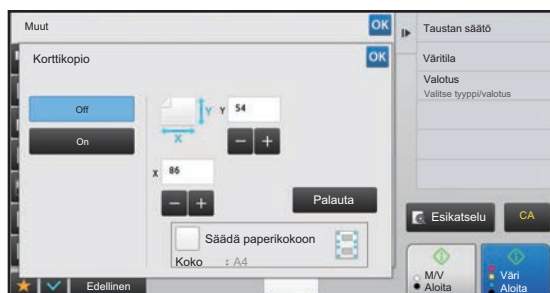 Muut
OK
Korttikopio
OK
Off
On
Y
X
Y 54
X 86
Palauta
Säädä paperikokoon
Koko : A4
Edellinen
Taustan säätö
Väritila
Valotus
Valitse tyyppi/valotus
Esikatselu
CA
M/V
Aloita
Väri
Aloita